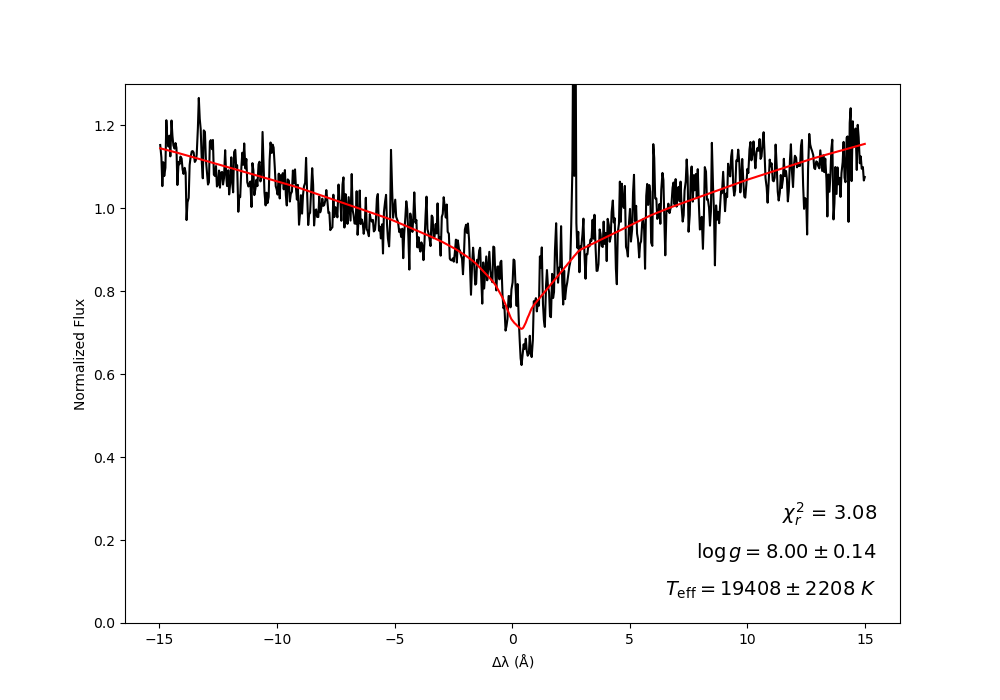 1.2
1.0
0.8
0.6
0.4
0.2
0.0
Normalized Flux
χ²ᵣ = 3.08
log g = 8.00 ± 0.14
T_eff = 19408 ± 2208 K
−15 −10 −5 0 5 10 15
Δλ (Å)